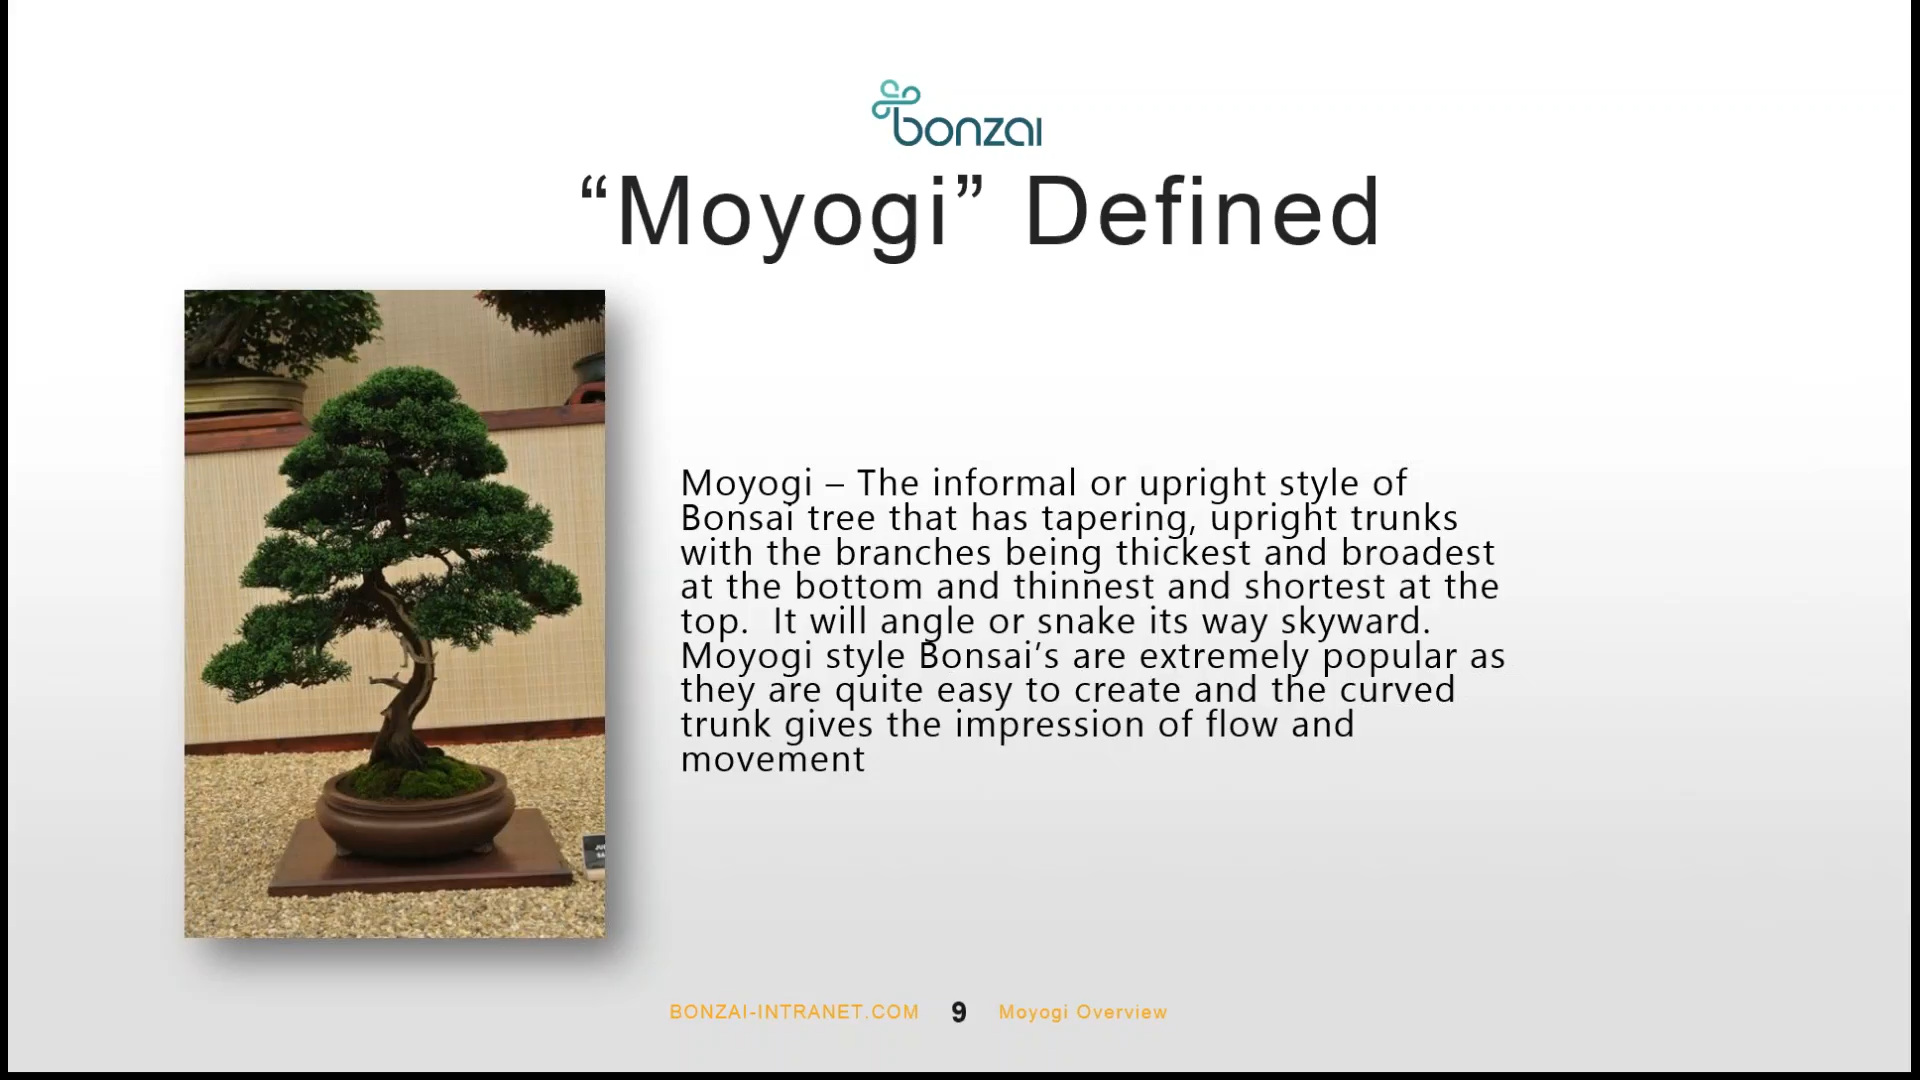 bonzai
“Moyogi” Defined
Moyogi – The informal or upright style of
Bonsai tree that has tapering, upright trunks
with the branches being thickest and broadest
at the bottom and thinnest and shortest at the
top.  It will angle or snake its way skyward.
Moyogi style Bonsai’s are extremely popular as
they are quite easy to create and the curved
trunk gives the impression of flow and
movement
BONZAI-INTRANET.COM 9 Moyogi Overview